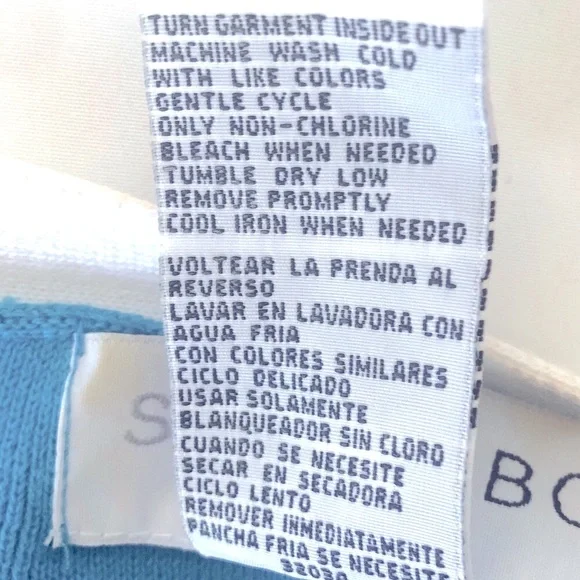 TURN GARMENT INSIDE OUT
MACHINE WASH COLD
WITH LIKE COLORS
GENTLE CYCLE
ONLY NON-CHLORINE
BLEACH WHEN NEEDED
TUMBLE DRY LOW
REMOVE PROMPTLY
COOL IRON WHEN NEEDED
VOLTEAR LA PRENDA AL
REVERSO
LAVAR EN LAVADORA CON
AGUA FRIA
CON COLORES SIMILARES
CICLO DELICADO
USAR SOLAMENTE
BLANQUEADOR SIN CLORO
CUANDO SE NECESITE
SECAR EN SECADORA
CICLO LENTO
REMOVER INMEDIATAMENTE
PANCHA FRIA SE NECESITE
S
BO